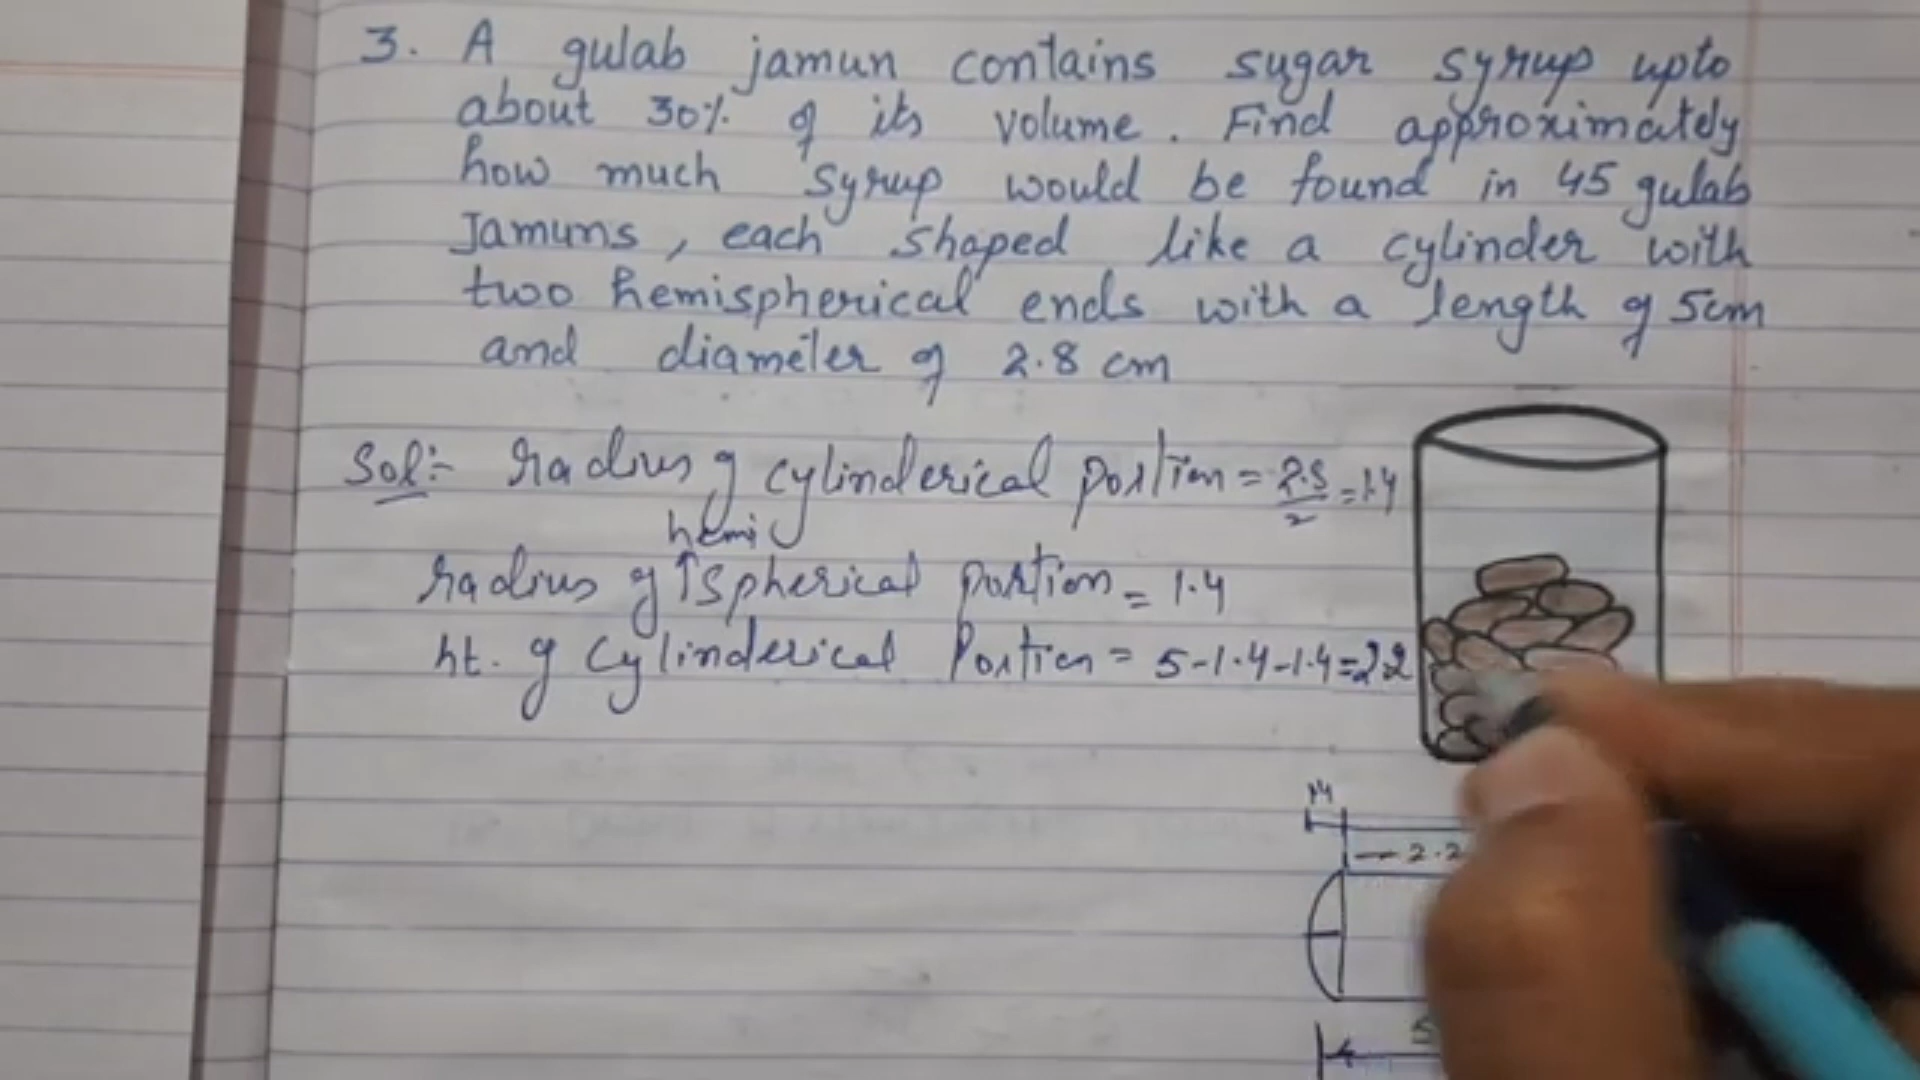 3. A gulab jamun contains sugar syrup upto
about 30% of its volume. Find approximately
how much syrup would be found in 45 gulab
Jamuns, each shaped like a cylinder with
two hemispherical ends with a length of 5cm
and diameter of 2.8 cm
Sol:- radius of cylinderical portion = 2.8/2 = 1.4
hemi
radius of ↑spherical portion = 1.4
ht. of cylinderical Portion = 5-1.4-1.4=2.2
1.4
2.2
5